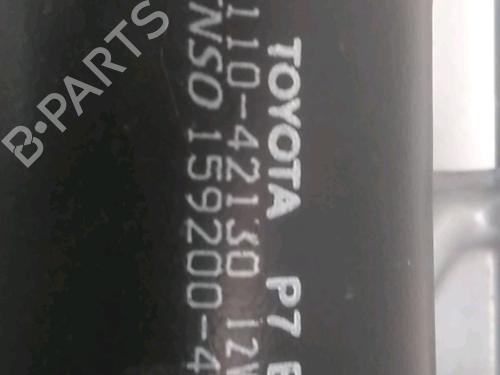 B-PARTS
TOYOTA P7 E
110-42130 12V
NSO 159200-4